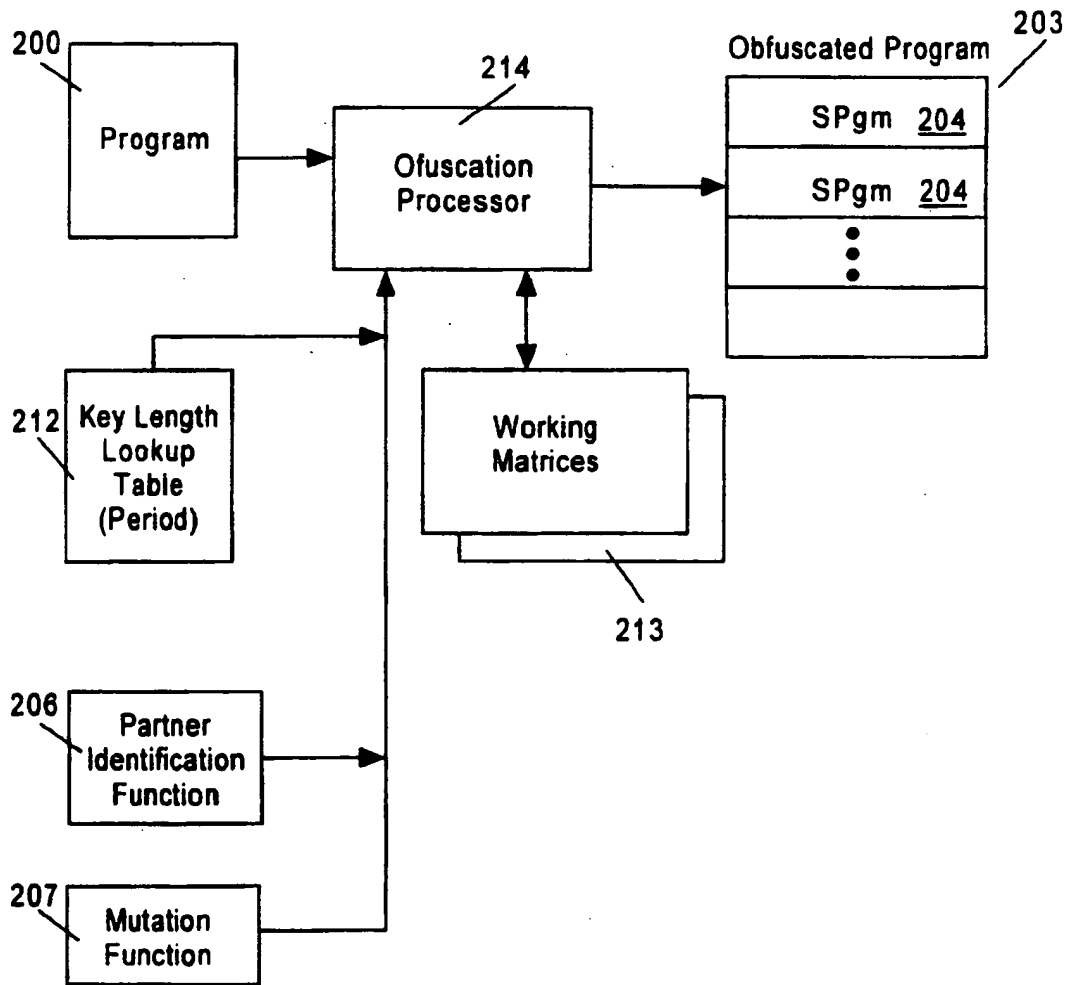 200
Program
214
Ofuscation
Processor
203
Obfuscated Program
SPgm 204
SPgm 204
212
Key Length
Lookup
Table
(Period)
Working
Matrices
213
206
Partner
Identification
Function
207
Mutation
Function